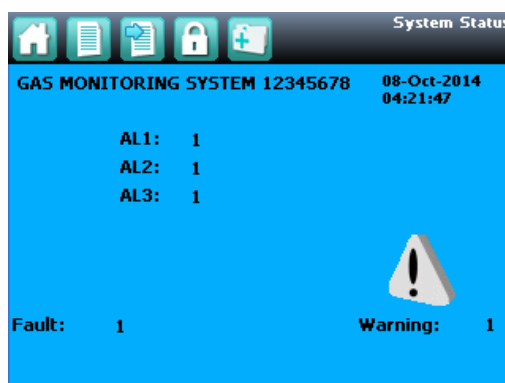 System Status
GAS MONITORING SYSTEM 12345678 08-Oct-2014
04:21:47
AL1: 1
AL2: 1
AL3: 1
Fault: 1 Warning: 1